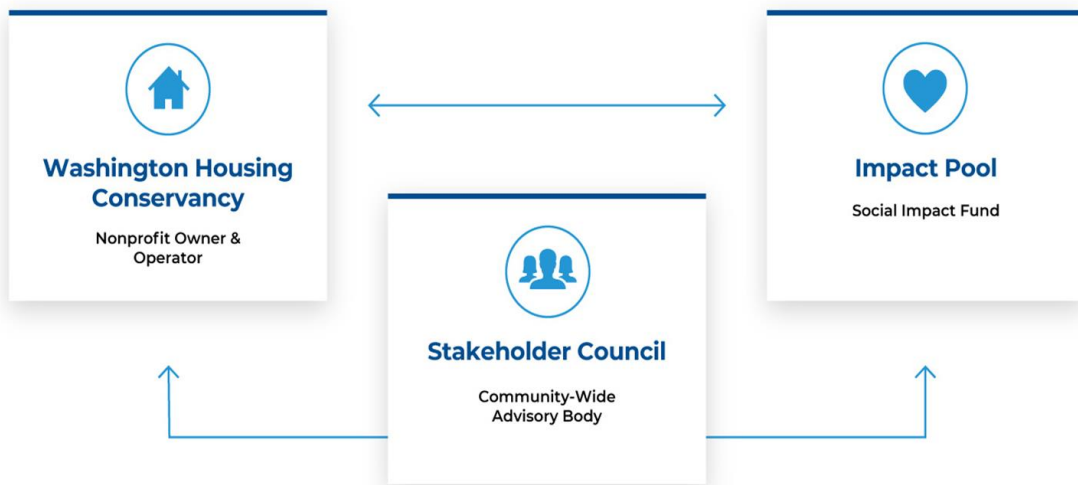 Washington Housing
Conservancy
Nonprofit Owner &
Operator
Impact Pool
Social Impact Fund
Stakeholder Council
Community-Wide
Advisory Body